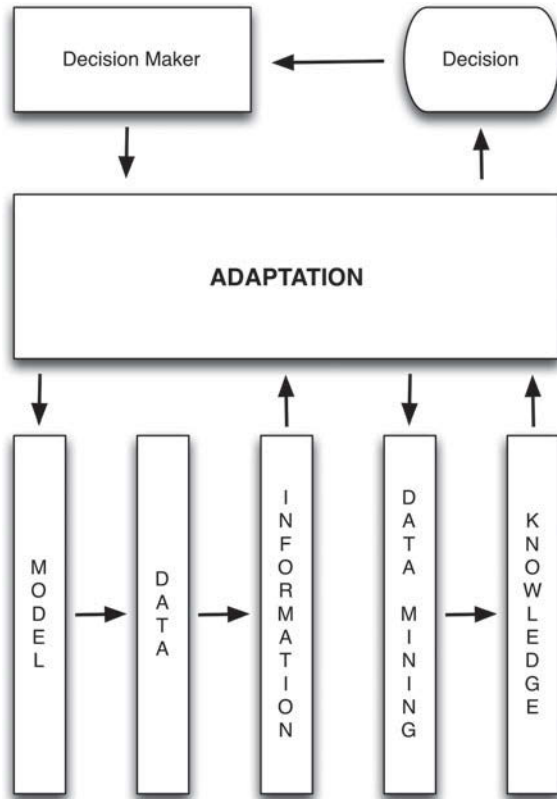 Decision Maker
Decision
ADAPTATION
MODEL
DATA
INFORMATION
DATA MINING
KNOWLEDGE